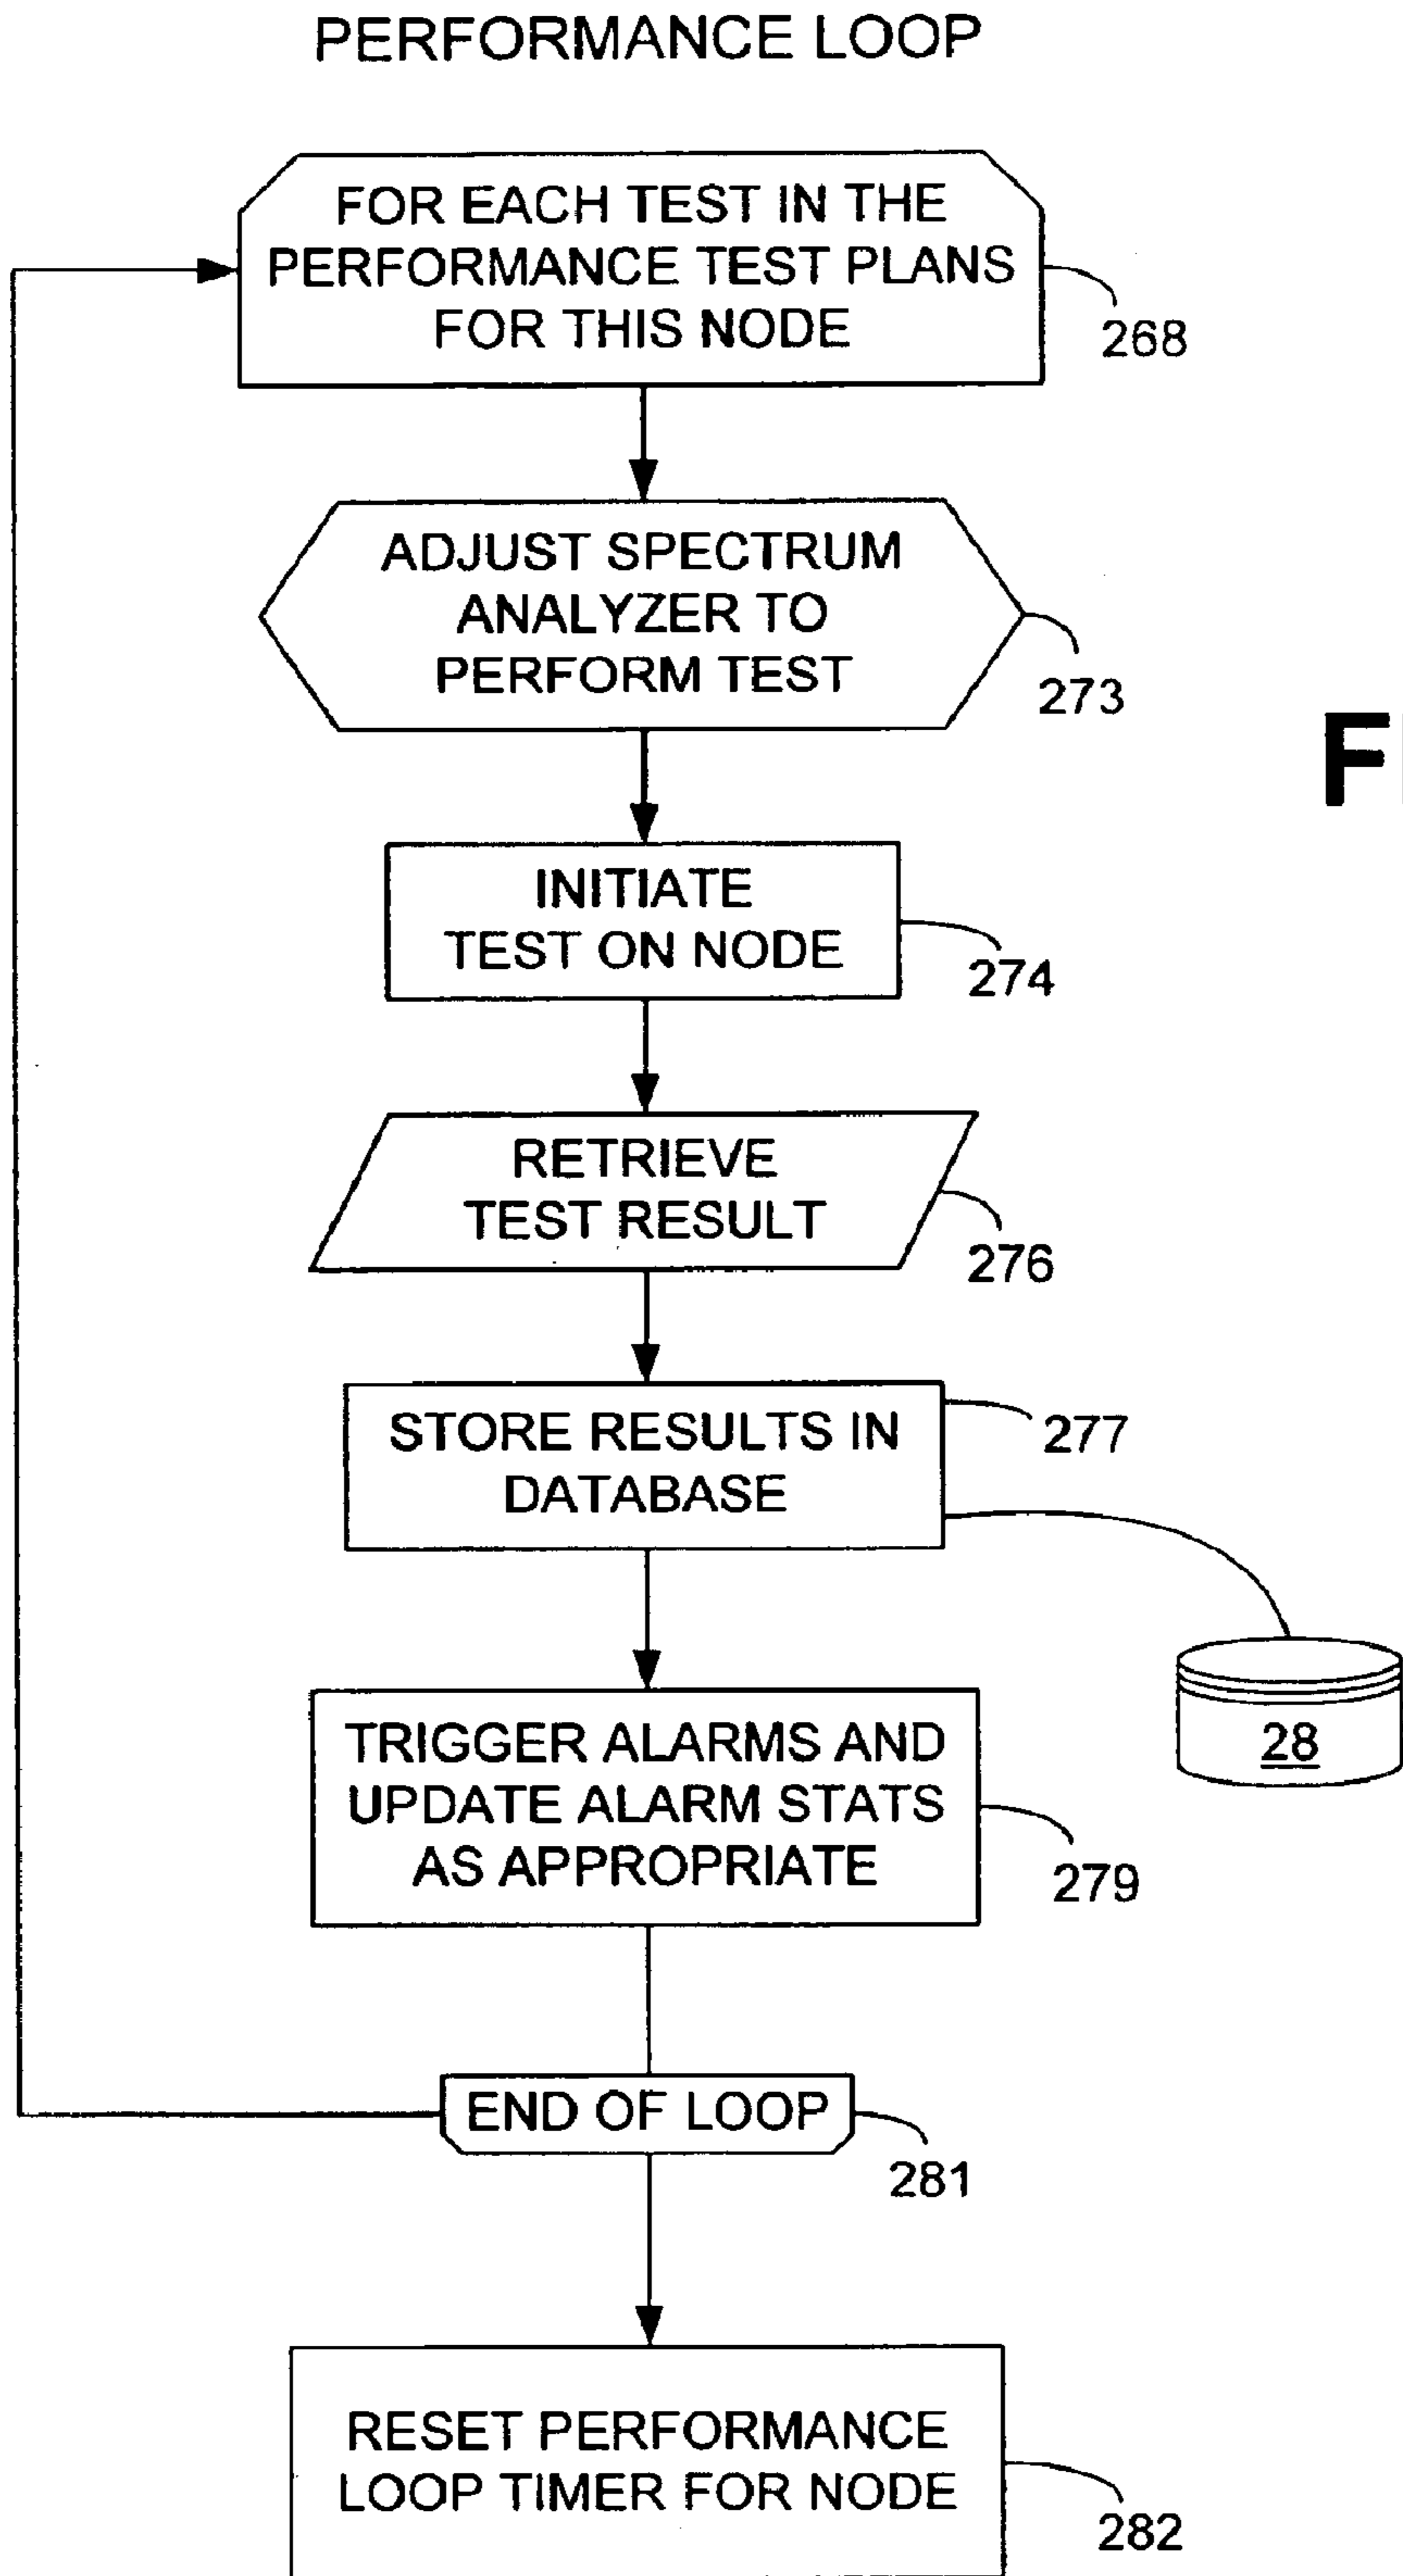 PERFORMANCE LOOP
FOR EACH TEST IN THE
PERFORMANCE TEST PLANS
FOR THIS NODE
268
ADJUST SPECTRUM
ANALYZER TO
PERFORM TEST
273
F
INITIATE
TEST ON NODE
274
RETRIEVE
TEST RESULT
276
STORE RESULTS IN
DATABASE
277
28
TRIGGER ALARMS AND
UPDATE ALARM STATS
AS APPROPRIATE
279
END OF LOOP
281
RESET PERFORMANCE
LOOP TIMER FOR NODE
282